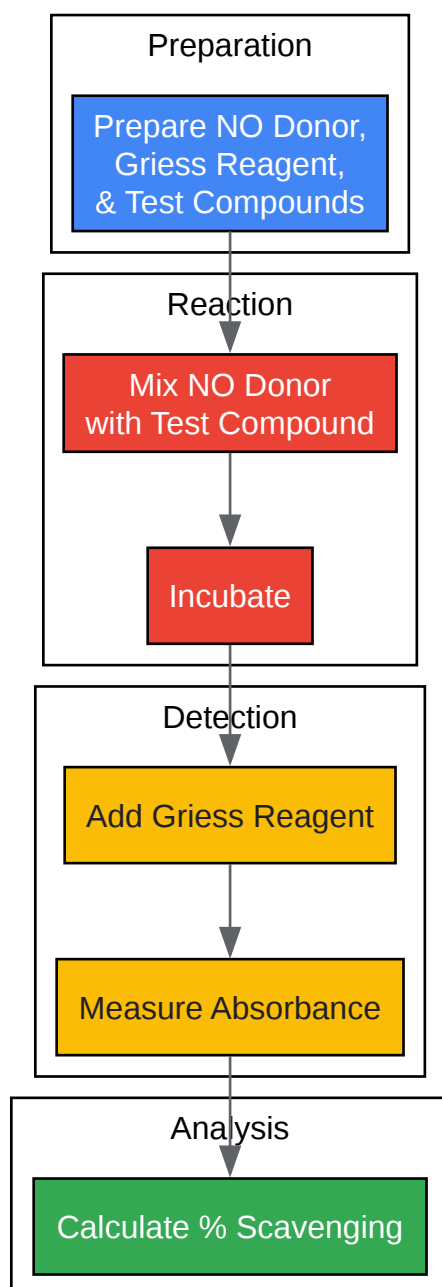 Preparation
Prepare NO Donor,
Griess Reagent,
& Test Compounds
Reaction
Mix NO Donor
with Test Compound
Incubate
Detection
Add Griess Reagent
Measure Absorbance
Analysis
Calculate % Scavenging